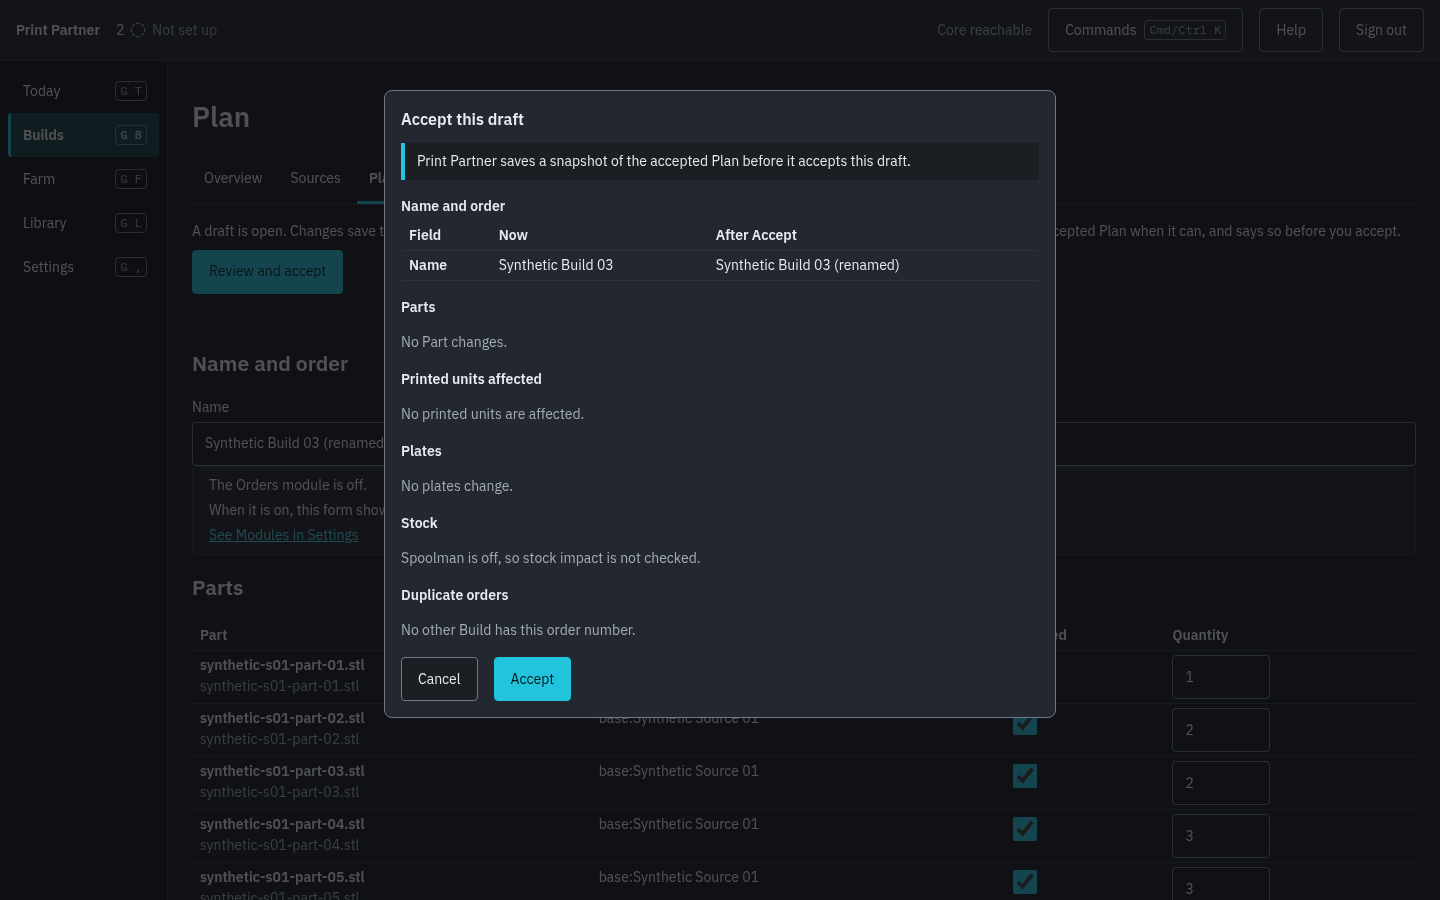 Print Partner 2 Not set up Core reachable Commands Cmd/Ctrl K Help Sign out
Today G T
Builds G B
Farm G F
Library G L
Settings G ,
Plan
Overview Sources
A draft is open. Changes save cepted Plan when it can, and says so before you accept.
Review and accept
Name and order
Name
Synthetic Build 03 (renamed
The Orders module is off.
When it is on, this form show
See Modules in Settings
Parts
Part Quantity
synthetic-s01-part-01.stl 1
synthetic-s01-part-01.stl
synthetic-s01-part-02.stl base:Synthetic Source 01 2
synthetic-s01-part-02.stl
synthetic-s01-part-03.stl base:Synthetic Source 01 2
synthetic-s01-part-03.stl
synthetic-s01-part-04.stl base:Synthetic Source 01 3
synthetic-s01-part-04.stl
synthetic-s01-part-05.stl base:Synthetic Source 01 3
synthetic-s01-part-05.stl
Accept this draft
Print Partner saves a snapshot of the accepted Plan before it accepts this draft.
Name and order
Field Now After Accept
Name Synthetic Build 03 Synthetic Build 03 (renamed)
Parts
No Part changes.
Printed units affected
No printed units are affected.
Plates
No plates change.
Stock
Spoolman is off, so stock impact is not checked.
Duplicate orders
No other Build has this order number.
Cancel Accept